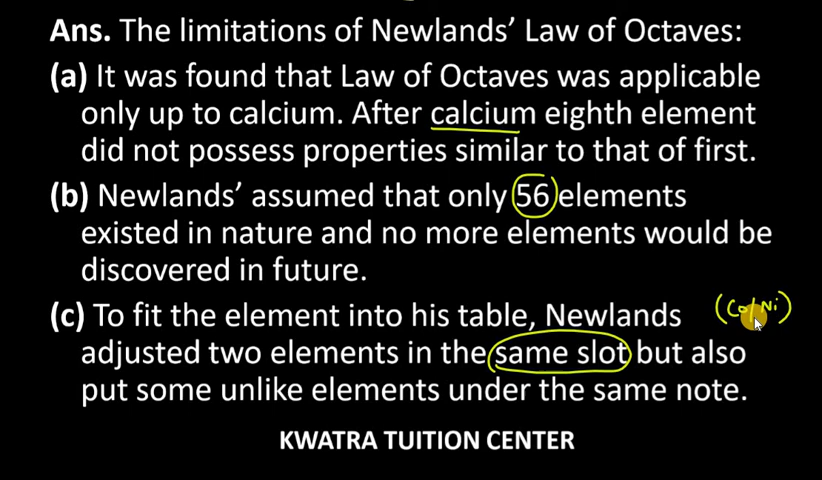 Ans. The limitations of Newlands’ Law of Octaves:
(a) It was found that Law of Octaves was applicable
only up to calcium. After calcium eighth element
did not possess properties similar to that of first.
(b) Newlands’ assumed that only 56 elements
existed in nature and no more elements would be
discovered in future.
(c) To fit the element into his table, Newlands (Co/Ni)
adjusted two elements in the same slot but also
put some unlike elements under the same note.
KWATRA TUITION CENTER